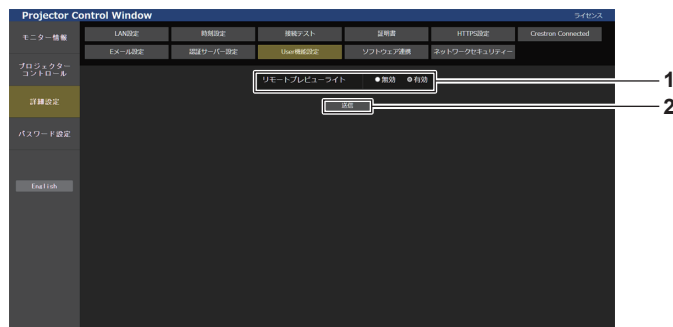 Projector Control Window
ライセンス
モニター情報
LAN設定
時刻設定
接続テスト
証明書
HTTPS設定
Crestron Connected
Eメール設定
認証サーバー設定
User機能設定
ソフトウェア連携
ネットワークセキュリティー
プロジェクター
コントロール
リモートプレビューライト
無効
有効
1
送信
2
詳細設定
パスワード設定
English